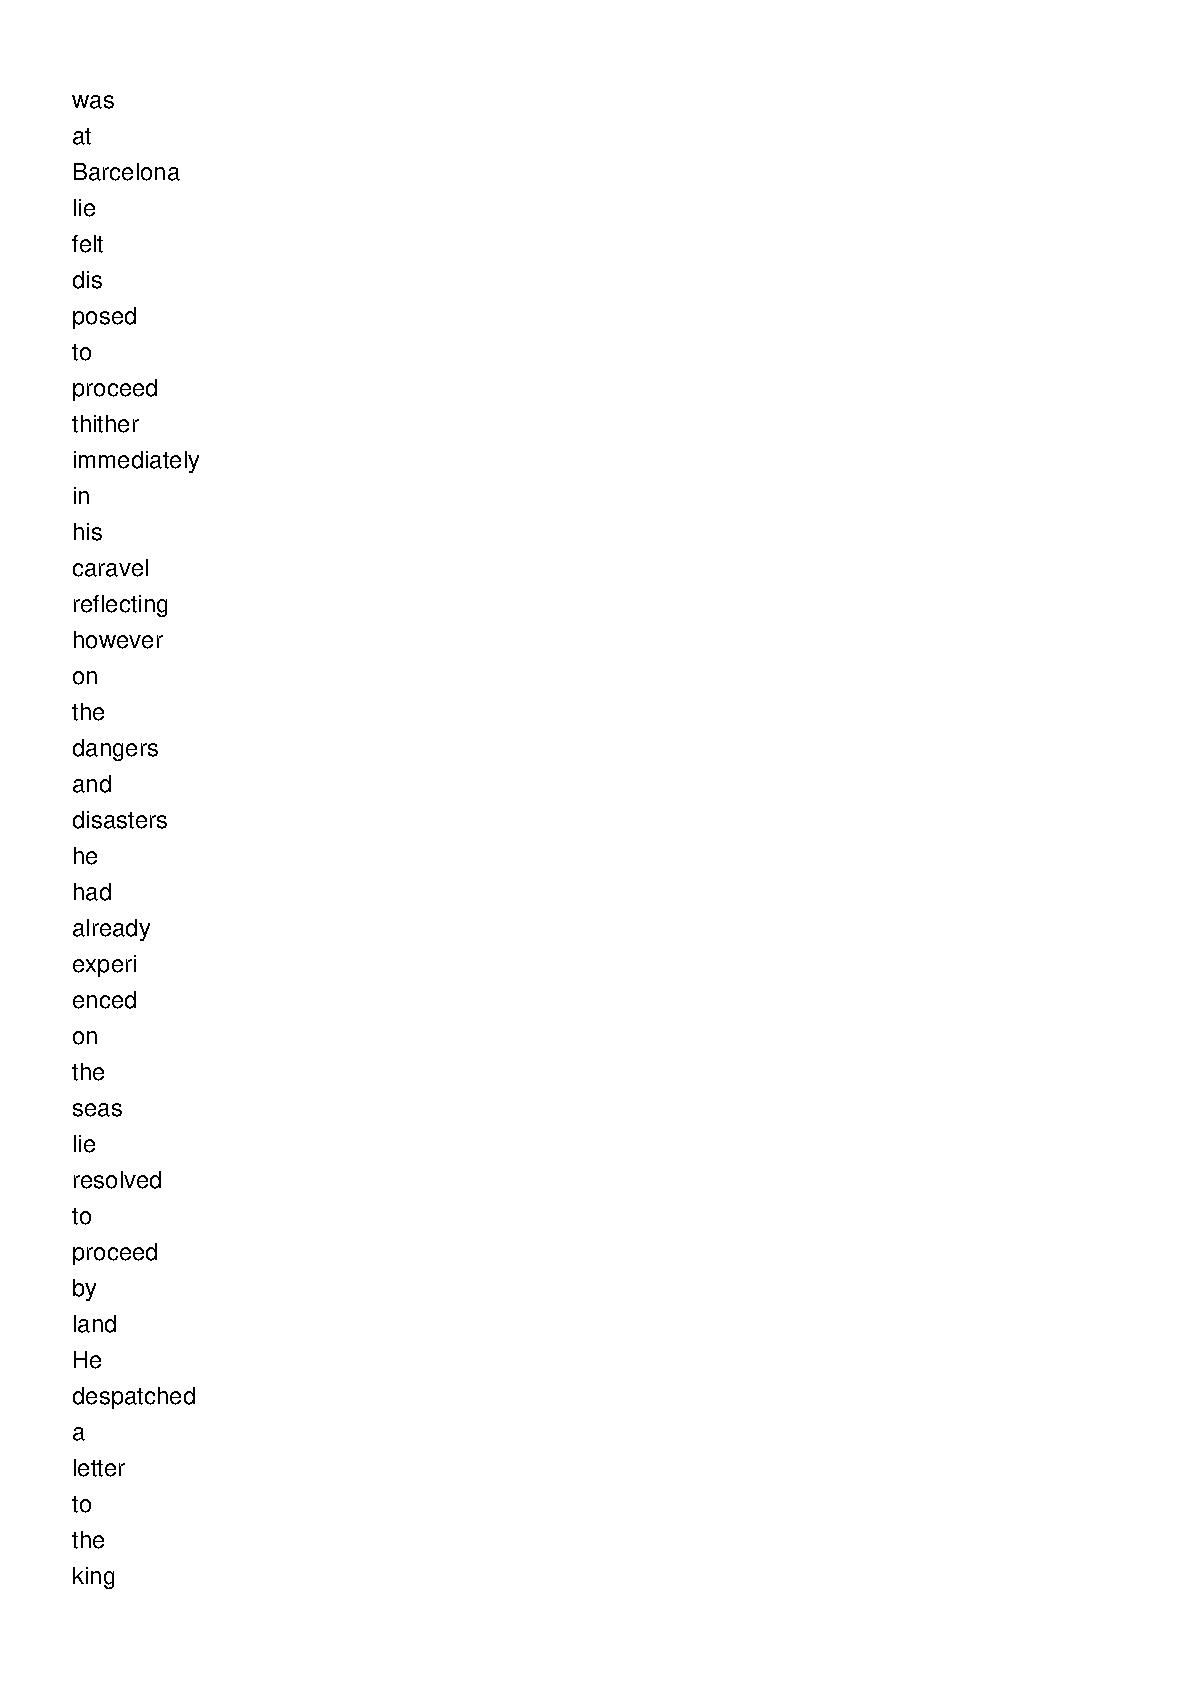 was
at
Barcelona
lie
felt
dis
posed
to
proceed
thither
immediately
in
his
caravel
reflecting
however
on
the
dangers
and
disasters
he
had
already
experi
enced
on
the
seas
lie
resolved
to
proceed
by
land
He
despatched
a
letter
to
the
king